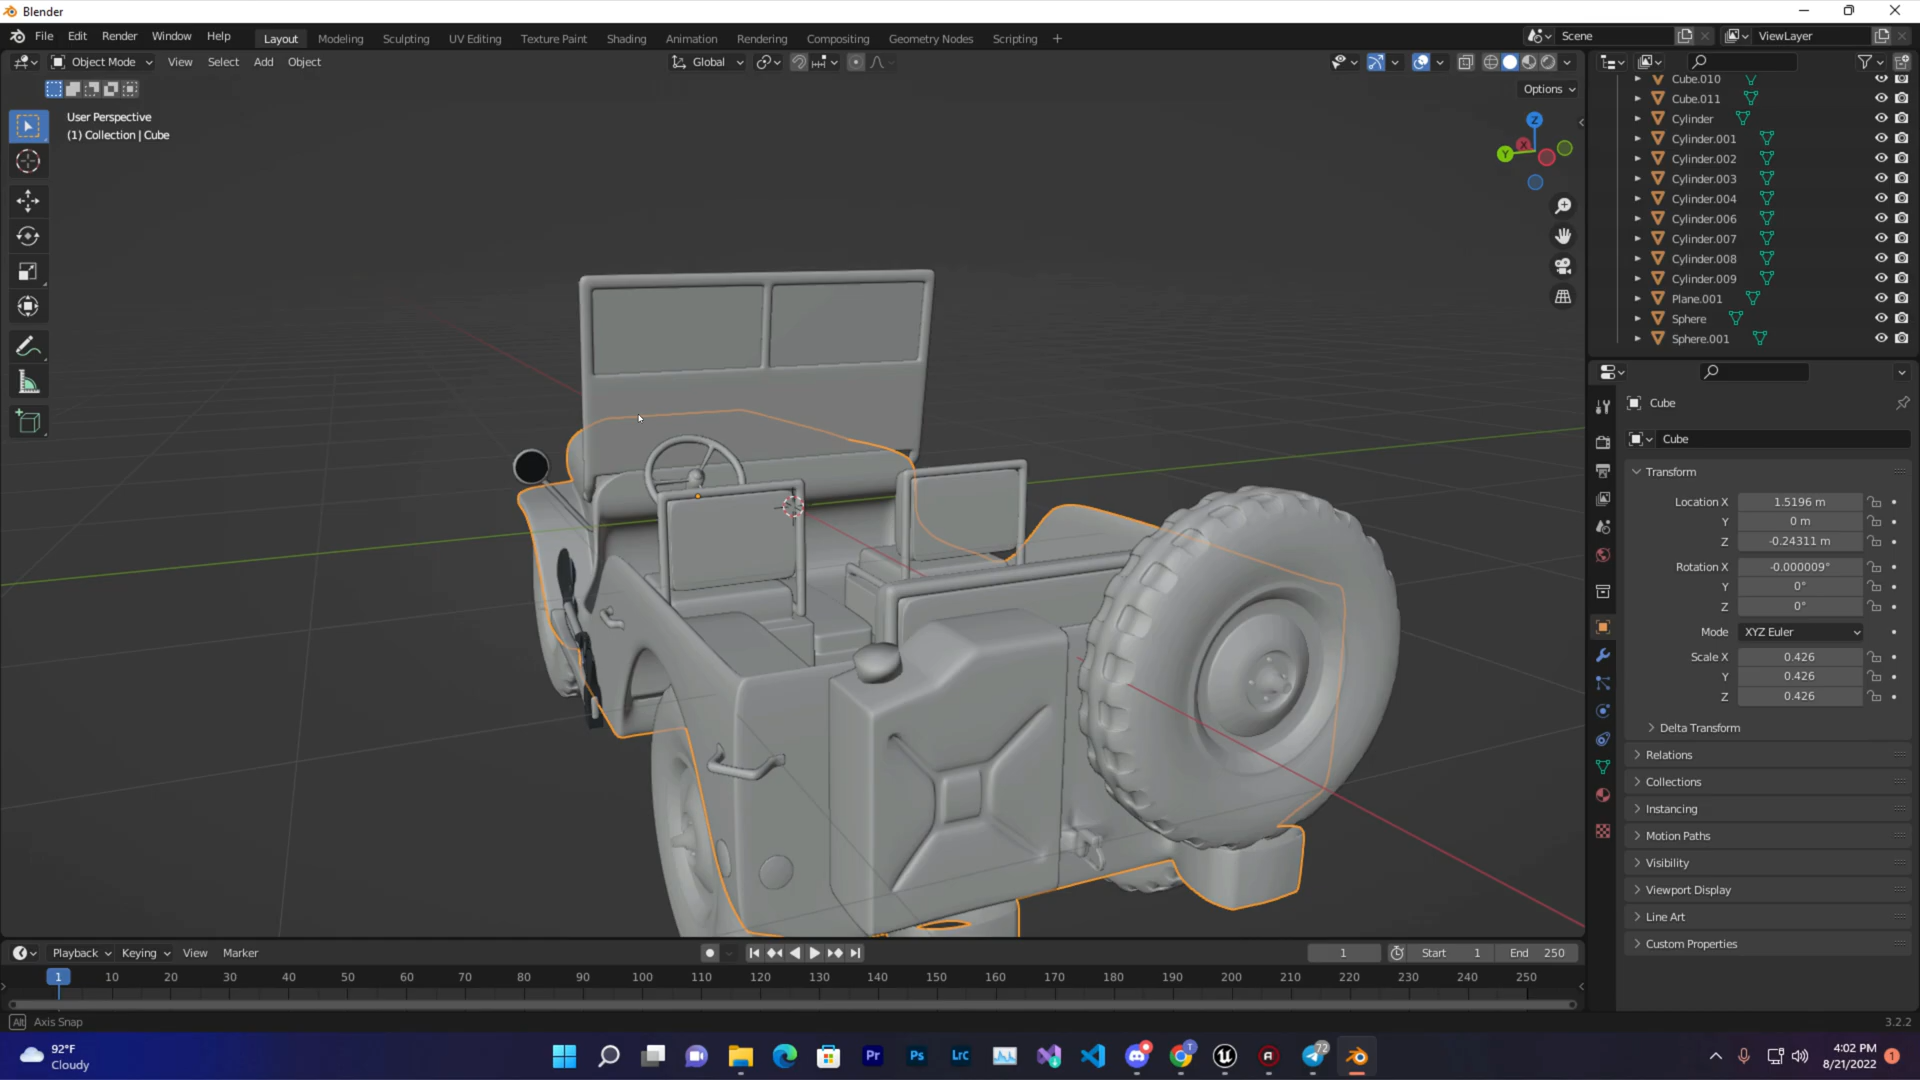 Blender
File Edit Render Window Help
Layout Modeling Sculpting UV Editing Texture Paint Shading Animation Rendering Compositing Geometry Nodes Scripting
Scene
ViewLayer
Object Mode View Select Add Object
Global
Options
User Perspective
(1) Collection | Cube
Z
X
Y
Cube.010
Cube.011
Cylinder
Cylinder.001
Cylinder.002
Cylinder.003
Cylinder.004
Cylinder.006
Cylinder.007
Cylinder.008
Cylinder.009
Plane.001
Sphere
Sphere.001
Cube
Cube
Transform
Location X 1.5196 m
Y 0 m
Z -0.24311 m
Rotation X -0.000009°
Y 0°
Z 0°
Mode XYZ Euler
Scale X 0.426
Y 0.426
Z 0.426
Delta Transform
Relations
Collections
Instancing
Motion Paths
Visibility
Viewport Display
Line Art
Custom Properties
Playback Keying View Marker
1 Start 1 End 250
1 10 20 30 40 50 60 70 80 90 100 110 120 130 140 150 160 170 180 190 200 210 220 230 240 250
Alt Axis Snap
3.2.2
92°F
Cloudy
Pr Ps LrC
T
72
4:02 PM
8/21/2022
1